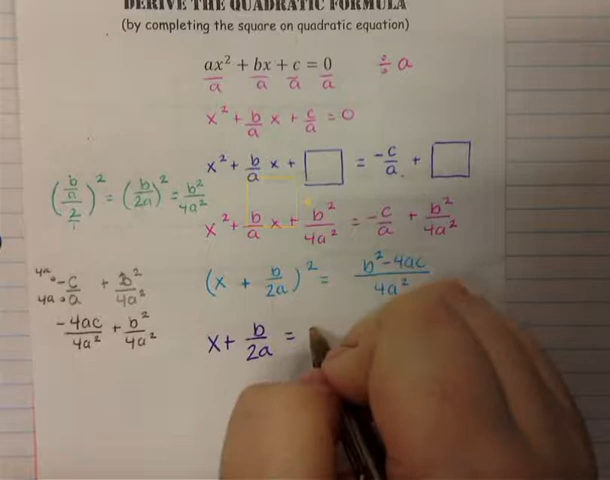 DERIVE THE QUADRATIC FORMULA
(by completing the square on quadratic equation)
ax² + bx + c = 0 ÷ a
a a a a
x² + b/a x + c/a = 0
x² + b/a x + □ = -c/a + □
(b/a / 2/1)² = (b/2a)² = b²/4a²
x² + b/a x + b²/4a² = -c/a + b²/4a²
(x + b/2a)² = b² - 4ac / 4a²
4a · -c / 4a · a + b²/4a²
-4ac/4a² + b²/4a²
x + b/2a =